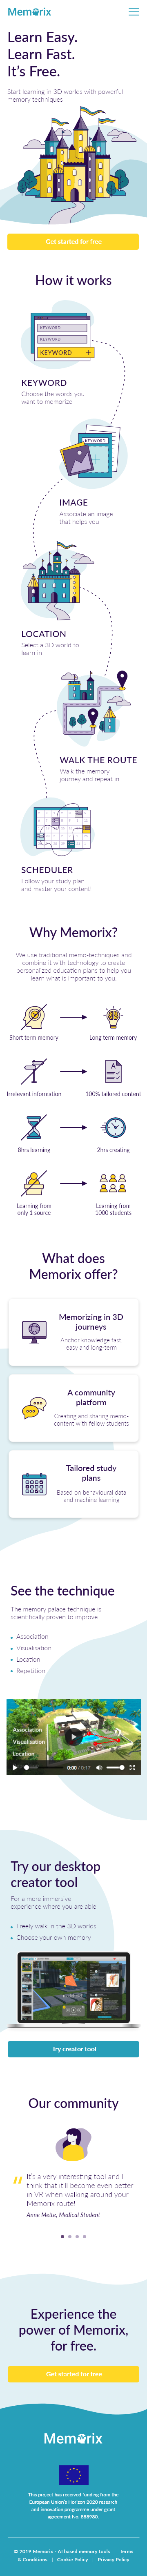 Memorix
Learn Easy.
Learn Fast.
It's Free.
Start learning in 3D worlds with powerful
memory techniques
Get started for free
How it works
KEYWORD
KEYWORD
KEYWORD
KEYWORD
Choose the words you
want to memorize
KEYWORD
IMAGE
Associate an image
that helps you
LOCATION
Select a 3D world to
learn in
WALK THE ROUTE
Walk the memory
journey and repeat in
SCHEDULER
Follow your study plan
and master your content!
Why Memorix?
We use traditional memo-techniques and
combine it with technology to create
personalized education plans to help you
learn what is important to you.
Short term memory
Long term memory
Irrelevant information
100% tailored content
8hrs learning
2hrs creating
Learning from
only 1 source
Learning from
1000 students
What does
Memorix offer?
Memorizing in 3D
journeys
Anchor knowledge fast,
easy and long-term
A community
platform
Creating and sharing memo-
content with fellow students
Tailored study
plans
Based on behavioural data
and machine learning
See the technique
The memory palace technique is
scientifically proven to improve
Association
Visualisation
Location
Repetition
Association
Visualisation
Location
0:00 / 0:17
Try our desktop
creator tool
For a more immersive
experience where you are able
Freely walk in the 3D worlds
Choose your own memory
Try creator tool
Our community
It's a very interesting tool and I
think that it'll become even better
in VR when walking around your
Memorix route!
Anne Mette, Medical Student
Experience the
power of Memorix,
for free.
Get started for free
Memorix
This project has received funding from the
European Union's Horizon 2020 research
and innovation programme under grant
agreement No. 889980.
© 2019 Memorix - AI based memory tools | Terms
& Conditions | Cookie Policy | Privacy Policy